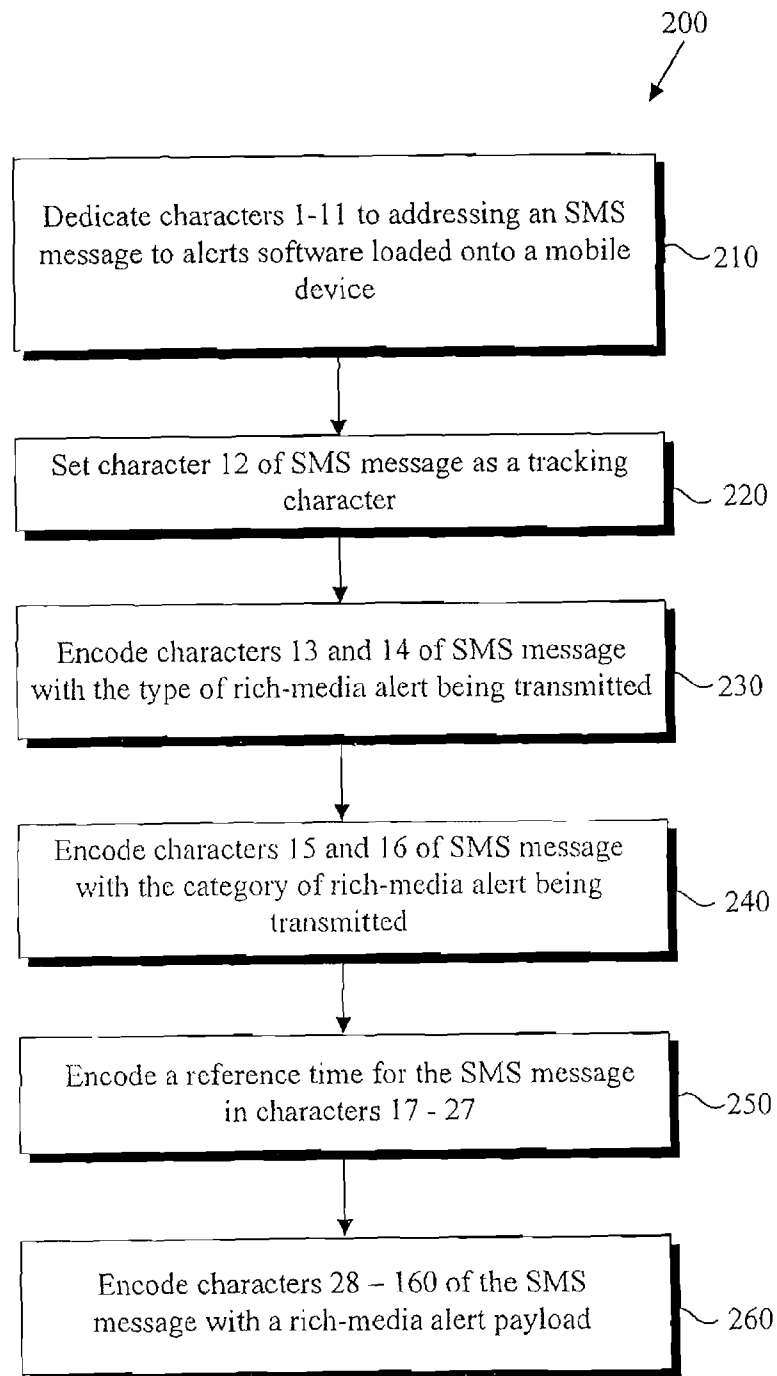 200
Dedicate characters 1-11 to addressing an SMS
message to alerts software loaded onto a mobile
device
210
Set character 12 of SMS message as a tracking
character
220
Encode characters 13 and 14 of SMS message
with the type of rich-media alert being transmitted
230
Encode characters 15 and 16 of SMS message
with the category of rich-media alert being
transmitted
240
Encode a reference time for the SMS message
in characters 17 - 27
250
Encode characters 28 – 160 of the SMS
message with a rich-media alert payload
260